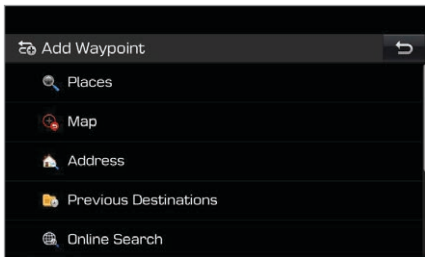 Add Waypoint
Places
Map
Address
Previous Destinations
Online Search